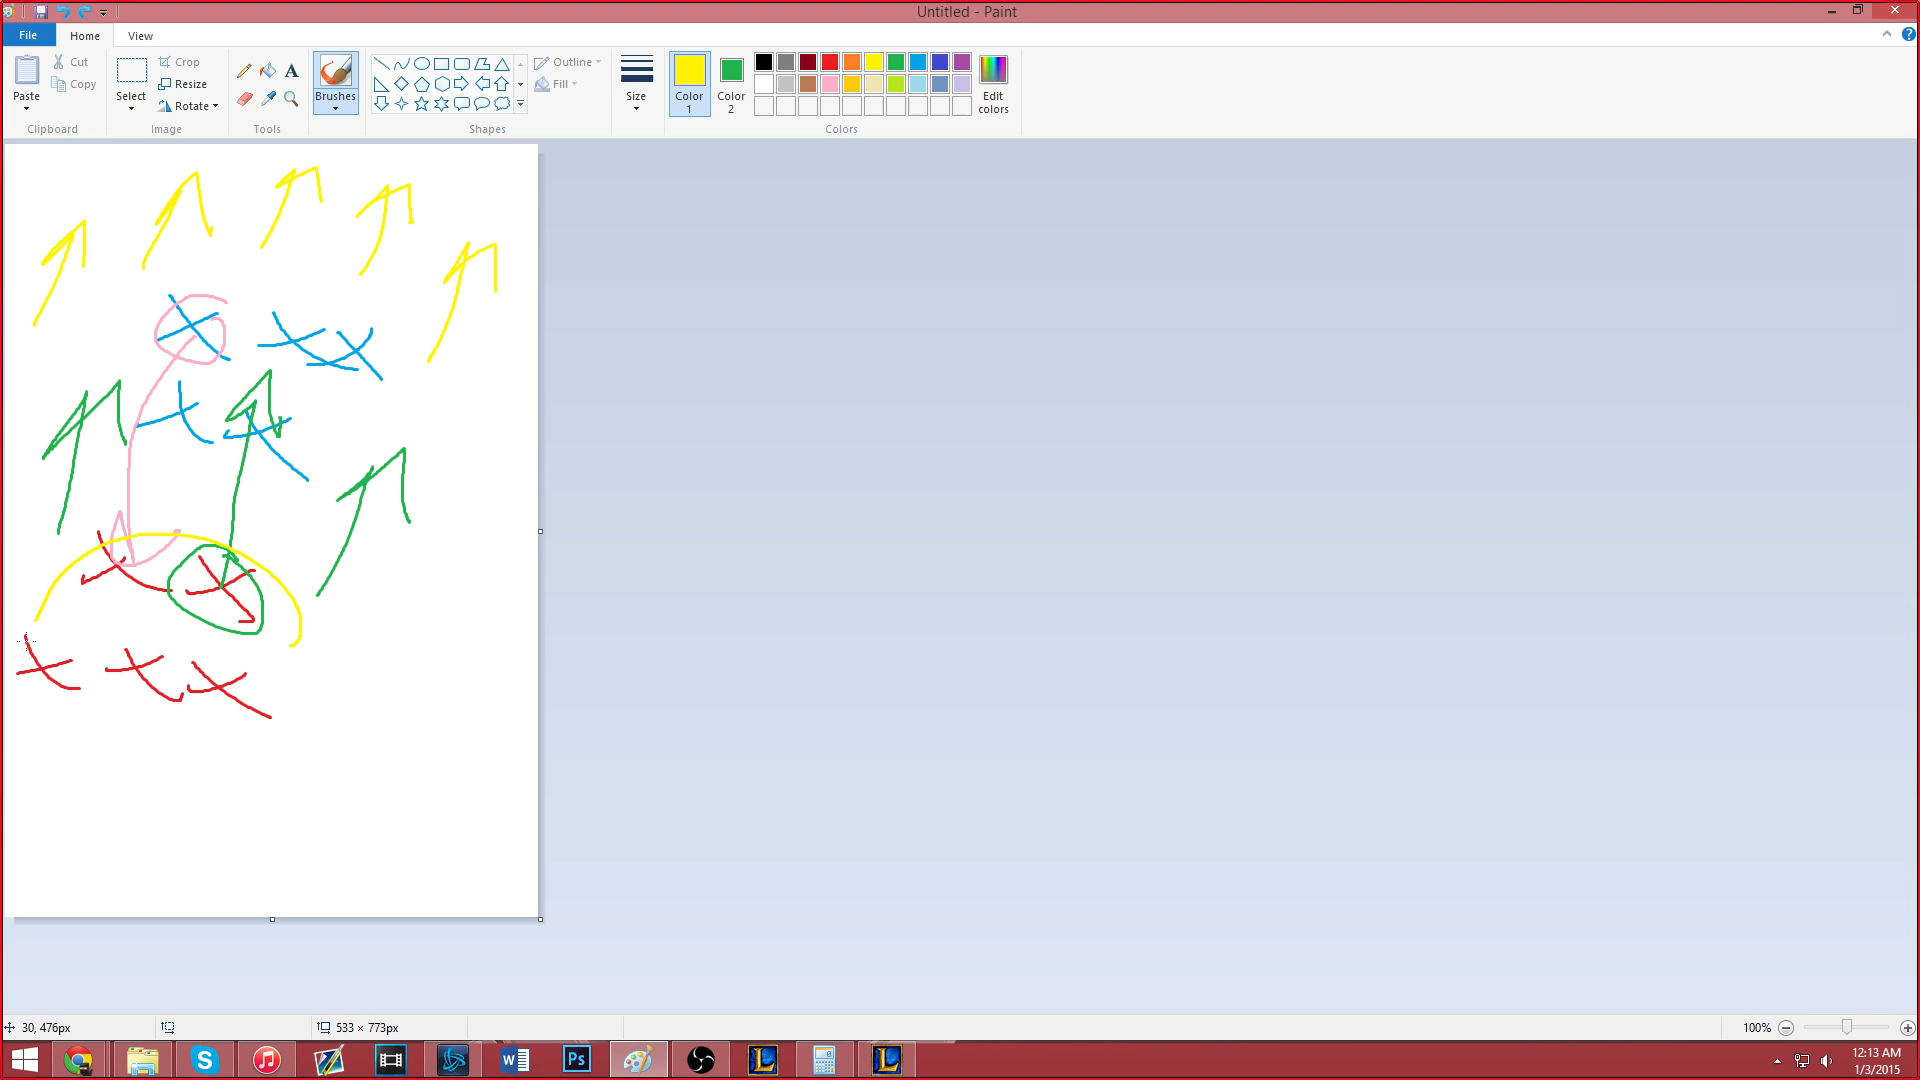 Untitled - Paint
File Home View
Paste
Cut
Copy
Clipboard
Select
Crop
Resize
Rotate
Image
A
Tools
Brushes
Shapes
Outline
Fill
Size
Color 1
Color 2
Edit colors
Colors
30, 476px
533 × 773px
100%
W
Ps
L
L
12:13 AM
1/3/2015